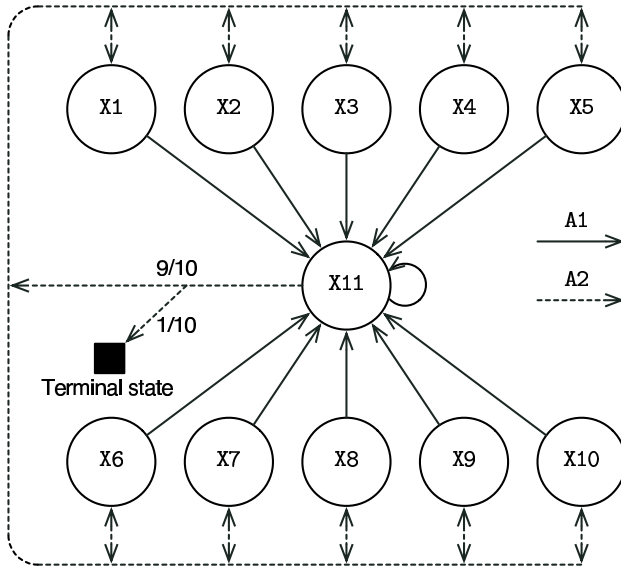 X1 X2 X3 X4 X5
A1
9/10 X11 A2
1/10
Terminal state
X6 X7 X8 X9 X10